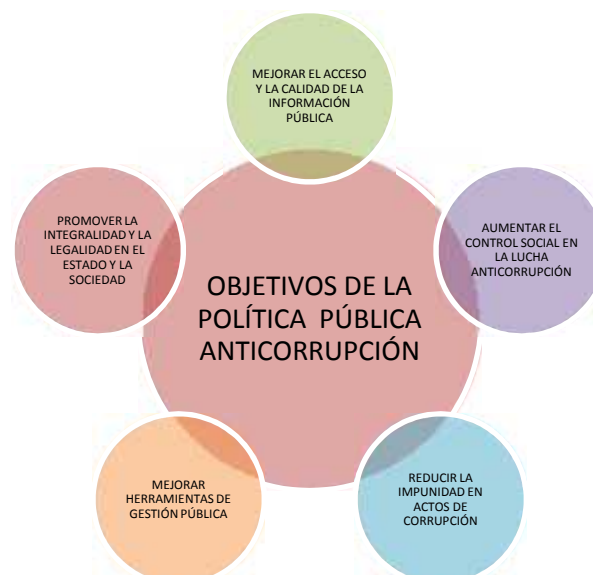 MEJORAR EL ACCESO
Y LA CALIDAD DE LA
INFORMACIÓN
PÚBLICA
PROMOVER LA
INTEGRALIDAD Y LA
LEGALIDAD EN EL
ESTADO Y LA
SOCIEDAD
AUMENTAR EL
CONTROL SOCIAL EN
LA LUCHA
ANTICORRUPCIÓN
OBJETIVOS DE LA
POLÍTICA PÚBLICA
ANTICORRUPCIÓN
MEJORAR
HERRAMIENTAS DE
GESTIÓN PÚBLICA
REDUCIR LA
IMPUNIDAD EN
ACTOS DE
CORRUPCIÓN